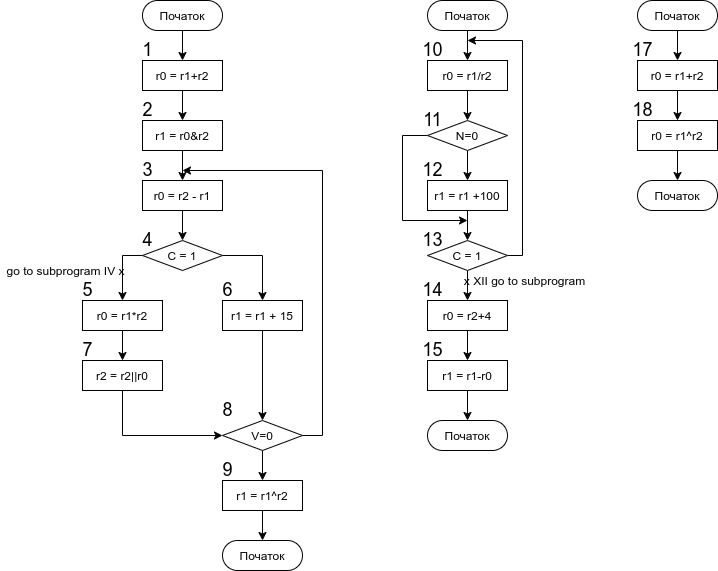 Початок
1
r0 = r1+r2
2
r1 = r0&r2
3
r0 = r2 - r1
4
C = 1
go to subprogram IV x
5
r0 = r1*r2
6
r1 = r1 + 15
7
r2 = r2||r0
8
V=0
9
r1 = r1^r2
Початок
Початок
10
r0 = r1/r2
11
N=0
12
r1 = r1 +100
13
C = 1
x XII go to subprogram
14
r0 = r2+4
15
r1 = r1-r0
Початок
Початок
17
r0 = r1+r2
18
r0 = r1^r2
Початок